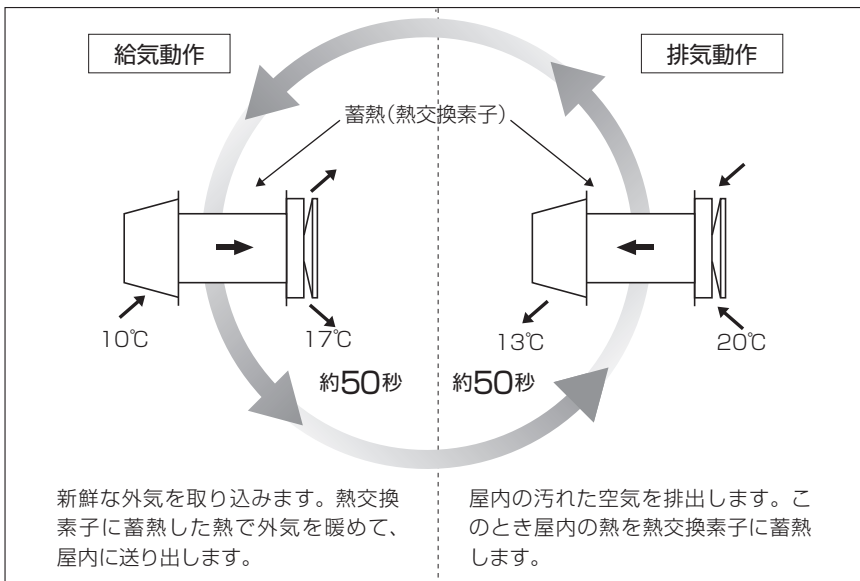 給気動作
排気動作
蓄熱(熱交換素子)
10℃
17℃
13℃
20℃
約50秒
約50秒
新鮮な外気を取り込みます。熱交換
素子に蓄熱した熱で外気を暖めて、
屋内に送り出します。
屋内の汚れた空気を排出します。こ
のとき屋内の熱を熱交換素子に蓄熱
します。